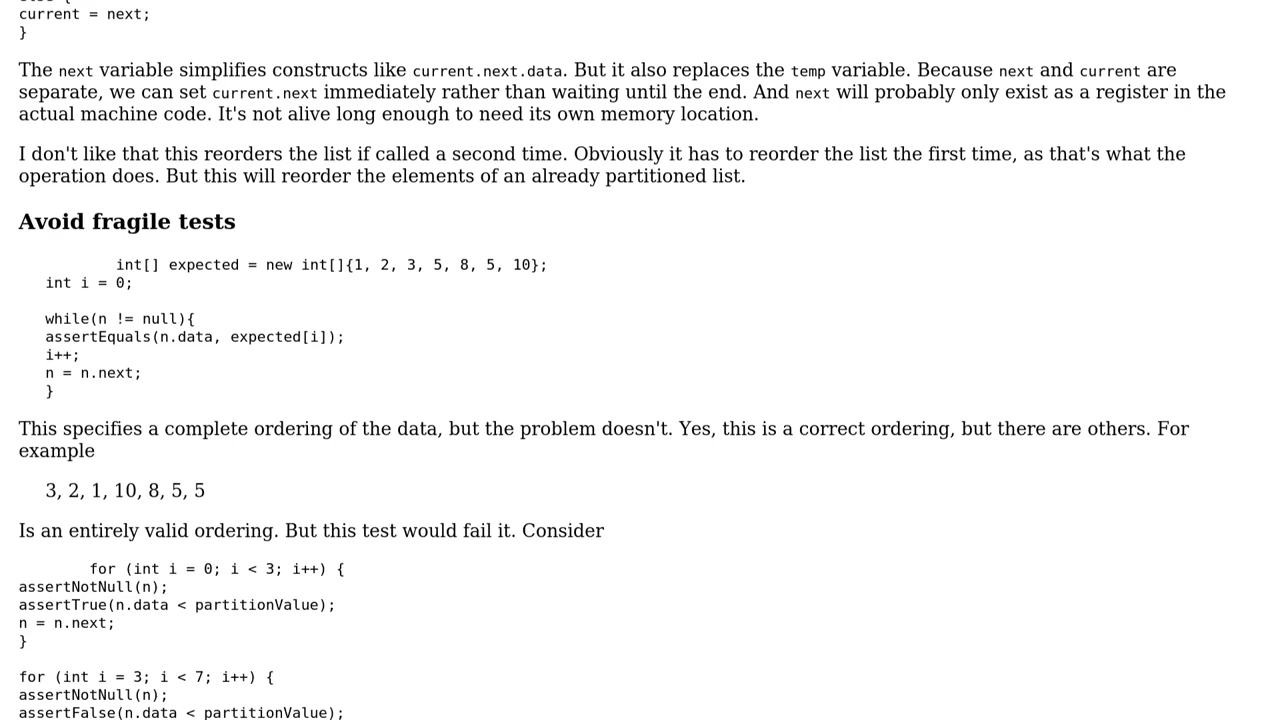 current = next;
}
The next variable simplifies constructs like current.next.data. But it also replaces the temp variable. Because next and current are
separate, we can set current.next immediately rather than waiting until the end. And next will probably only exist as a register in the
actual machine code. It's not alive long enough to need its own memory location.
I don't like that this reorders the list if called a second time. Obviously it has to reorder the list the first time, as that's what the
operation does. But this will reorder the elements of an already partitioned list.
Avoid fragile tests
int[] expected = new int[]{1, 2, 3, 5, 8, 5, 10};
int i = 0;
while(n != null){
assertEquals(n.data, expected[i]);
i++;
n = n.next;
}
This specifies a complete ordering of the data, but the problem doesn't. Yes, this is a correct ordering, but there are others. For
example
3, 2, 1, 10, 8, 5, 5
Is an entirely valid ordering. But this test would fail it. Consider
for (int i = 0; i < 3; i++) {
assertNotNull(n);
assertTrue(n.data < partitionValue);
n = n.next;
}
for (int i = 3; i < 7; i++) {
assertNotNull(n);
assertFalse(n.data < partitionValue);